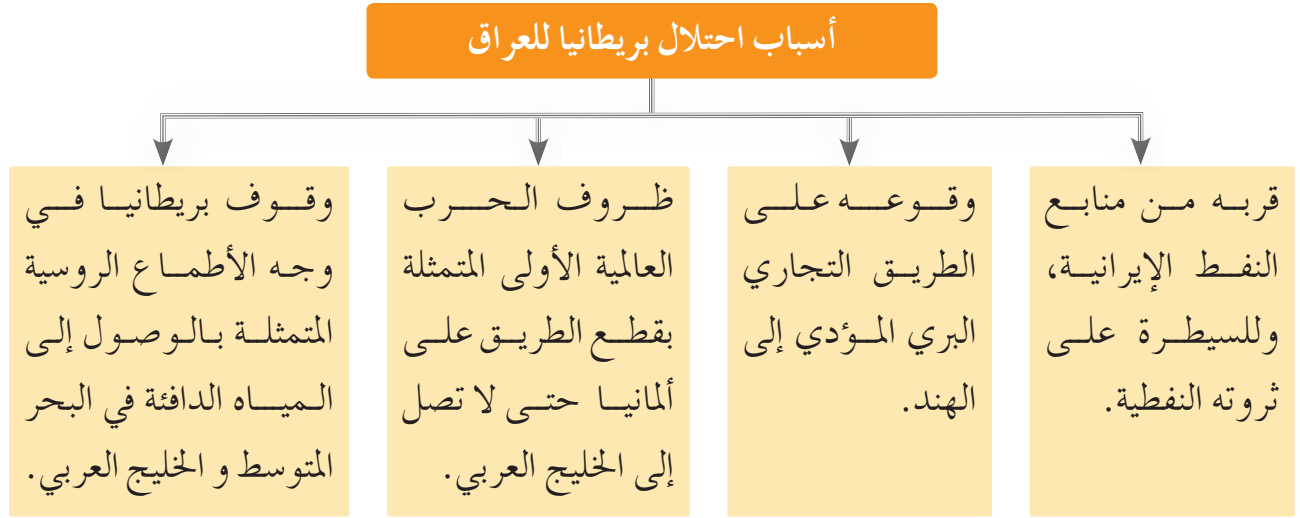 أسباب احتلال بريطانيا للعراق
قربه من منابع
النفط الإيرانية،
وللسيطرة على
ثروته النفطية.
وقوعه على
الطريق التجاري
البري المؤدي إلى
الهند.
ظروف الحرب
العالمية الأولى المتمثلة
بقطع الطريق على
ألمانيا حتى لا تصل
إلى الخليج العربي.
وقوف بريطانيا في
وجه الأطماع الروسية
المتمثلة بالوصول إلى
المياه الدافئة في البحر
المتوسط و الخليج العربي.